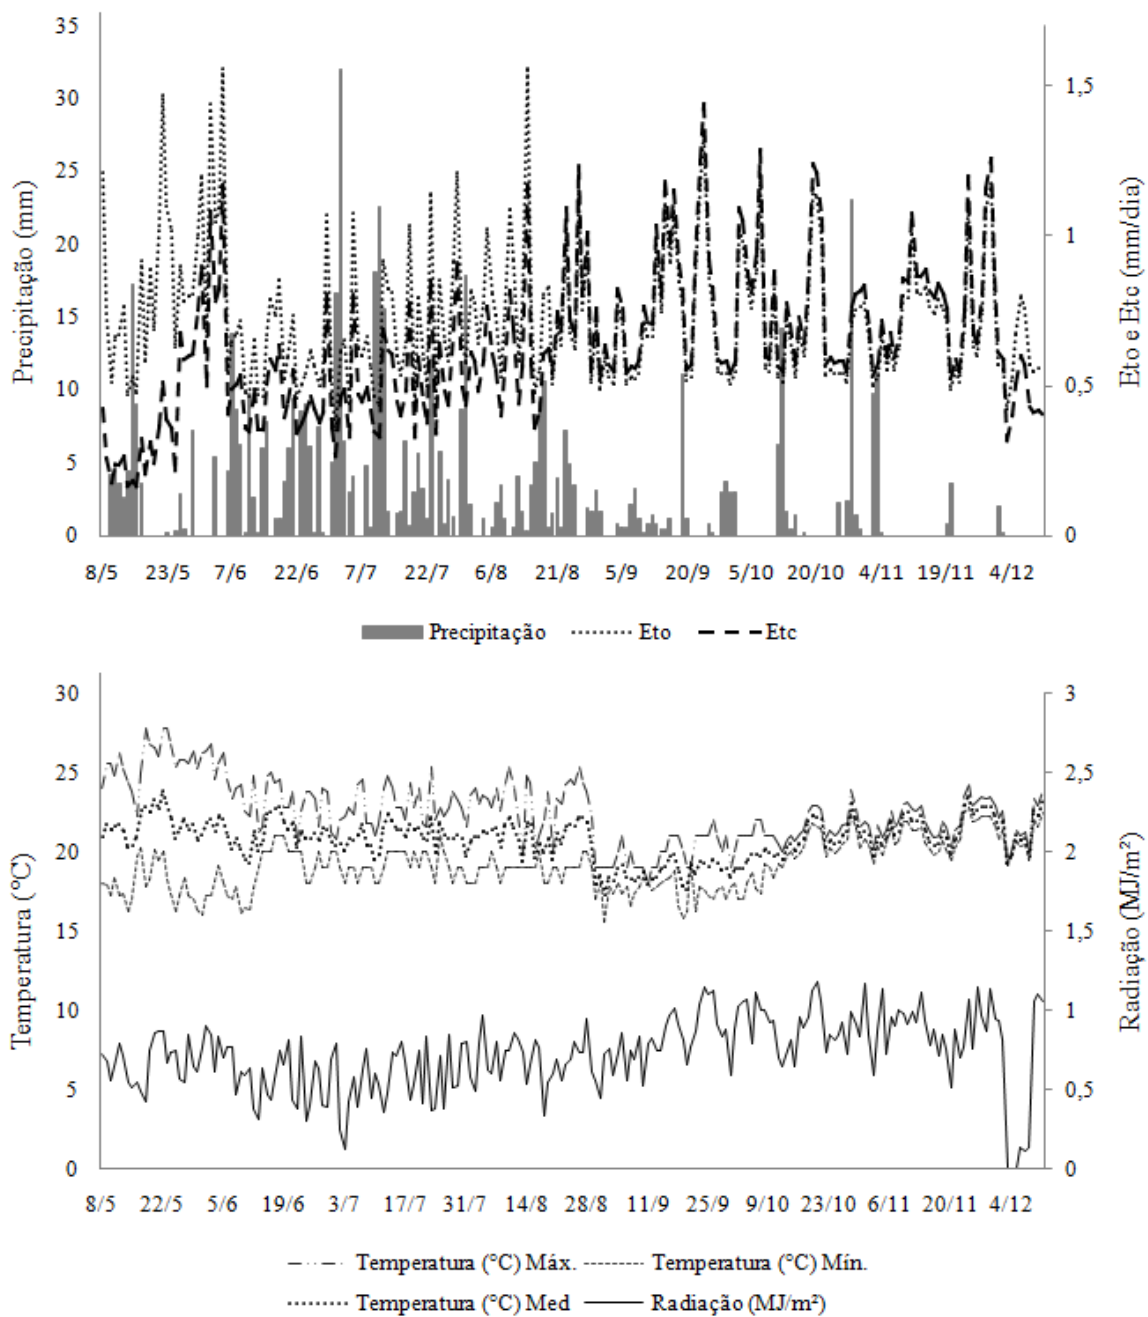 35
30
25
20
15
10
5
0
Precipitação (mm)
1,5
1
0,5
0
Eto e Etc (mm/dia)
8/5 23/5 7/6 22/6 7/7 22/7 6/8 21/8 5/9 20/9 5/10 20/10 4/11 19/11 4/12
Precipitação Eto Etc
30
25
20
15
10
5
0
Temperatura (°C)
3
2,5
2
1,5
1
0,5
0
Radiação (MJ/m²)
8/5 22/5 5/6 19/6 3/7 17/7 31/7 14/8 28/8 11/9 25/9 9/10 23/10 6/11 20/11 4/12
Temperatura (°C) Máx. Temperatura (°C) Mín.
Temperatura (°C) Med Radiação (MJ/m²)